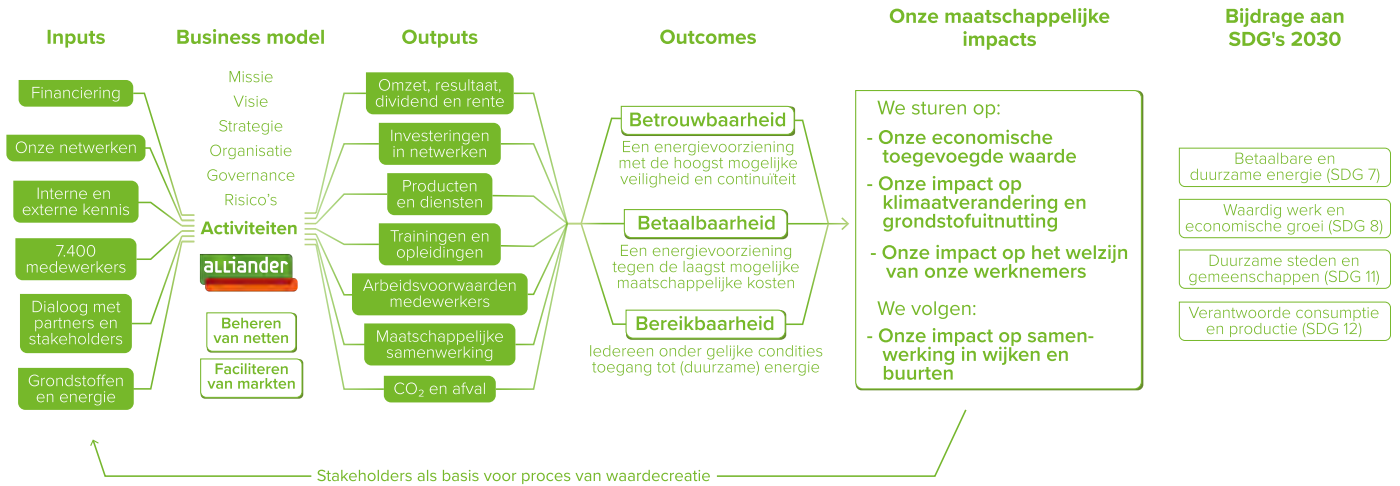 Inputs
Financiering
Onze netwerken
Interne en
externe kennis
7.400
medewerkers
Dialoog met
partners en
stakeholders
Grondstoffen
en energie
Business model
Missie
Visie
Strategie
Organisatie
Governance
Risico's
Activiteiten
alliander
Beheren
van netten
Faciliteren
van markten
Outputs
Omzet, resultaat,
dividend en rente
Investeringen
in netwerken
Producten
en diensten
Trainingen en
opleidingen
Arbeidsvoorwaarden
medewerkers
Maatschappelijke
samenwerking
CO₂ en afval
Outcomes
Betrouwbaarheid
Een energievoorziening
met de hoogst mogelijke
veiligheid en continuïteit
Betaalbaarheid
Een energievoorziening
tegen de laagst mogelijke
maatschappelijke kosten
Bereikbaarheid
Iedereen onder gelijke condities
toegang tot (duurzame) energie
Onze maatschappelijke
impacts
We sturen op:
- Onze economische
toegevoegde waarde
- Onze impact op
klimaatverandering en
grondstofuitnutting
- Onze impact op het welzijn
van onze werknemers
We volgen:
- Onze impact op samen-
werking in wijken en
buurten
Bijdrage aan
SDG's 2030
Betaalbare en
duurzame energie (SDG 7)
Waardig werk en
economische groei (SDG 8)
Duurzame steden en
gemeenschappen (SDG 11)
Verantwoorde consumptie
en productie (SDG 12)
Stakeholders als basis voor proces van waardecreatie